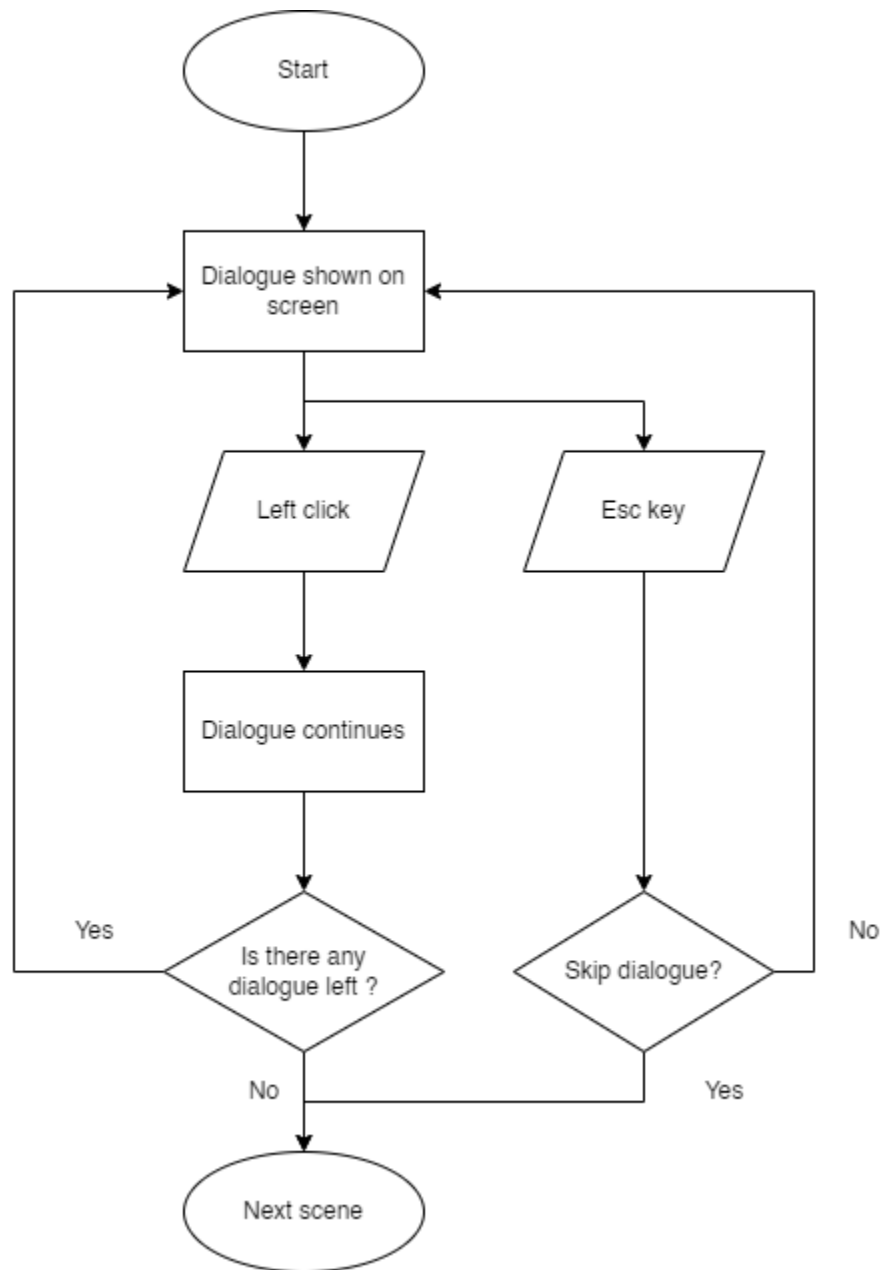 Start
Dialogue shown on
screen
Left click
Esc key
Dialogue continues
Yes
Is there any
dialogue left ?
Skip dialogue?
No
No
Yes
Next scene